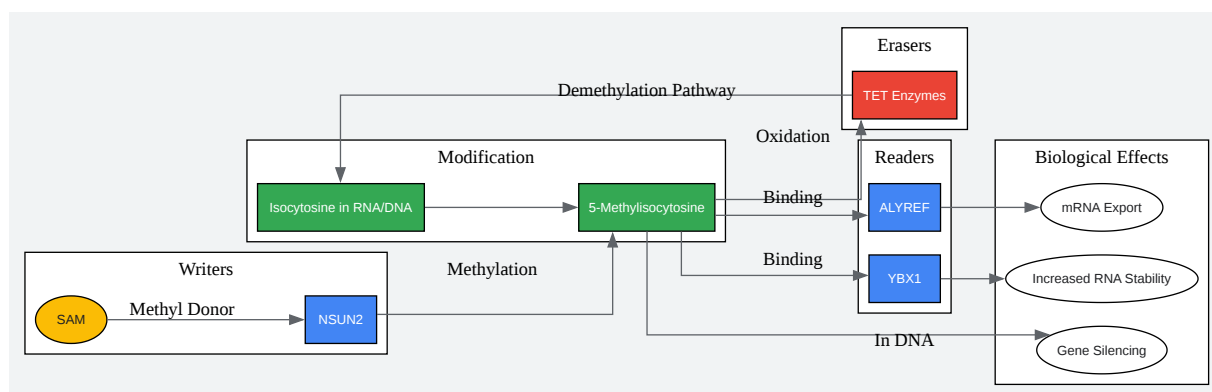 Erasers
TET Enzymes
Demethylation Pathway
Oxidation
Modification
Isocytosine in RNA/DNA
5-Methylisocytosine
Readers
Binding
ALYREF
Binding
YBX1
Biological Effects
mRNA Export
Increased RNA Stability
Gene Silencing
Writers
SAM
Methyl Donor
NSUN2
Methylation
In DNA